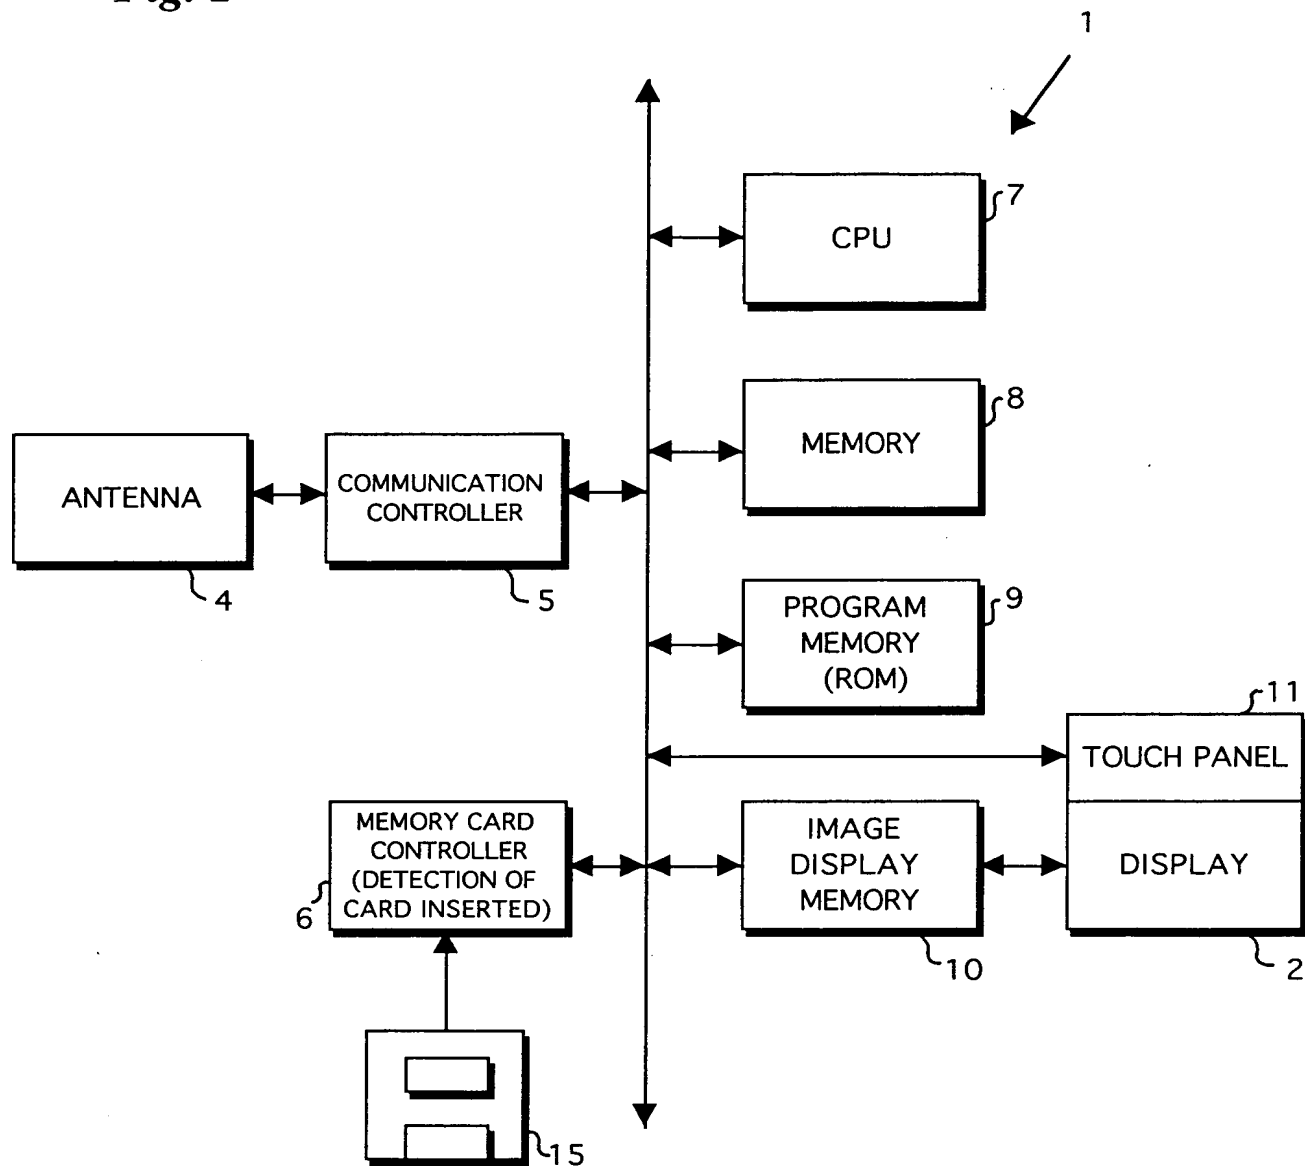 1
7
CPU
8
MEMORY
ANTENNA
COMMUNICATION
CONTROLLER
4
5
9
PROGRAM
MEMORY
(ROM)
11
TOUCH PANEL
MEMORY CARD
CONTROLLER
(DETECTION OF
CARD INSERTED)
6
IMAGE
DISPLAY
MEMORY
DISPLAY
10
2
15